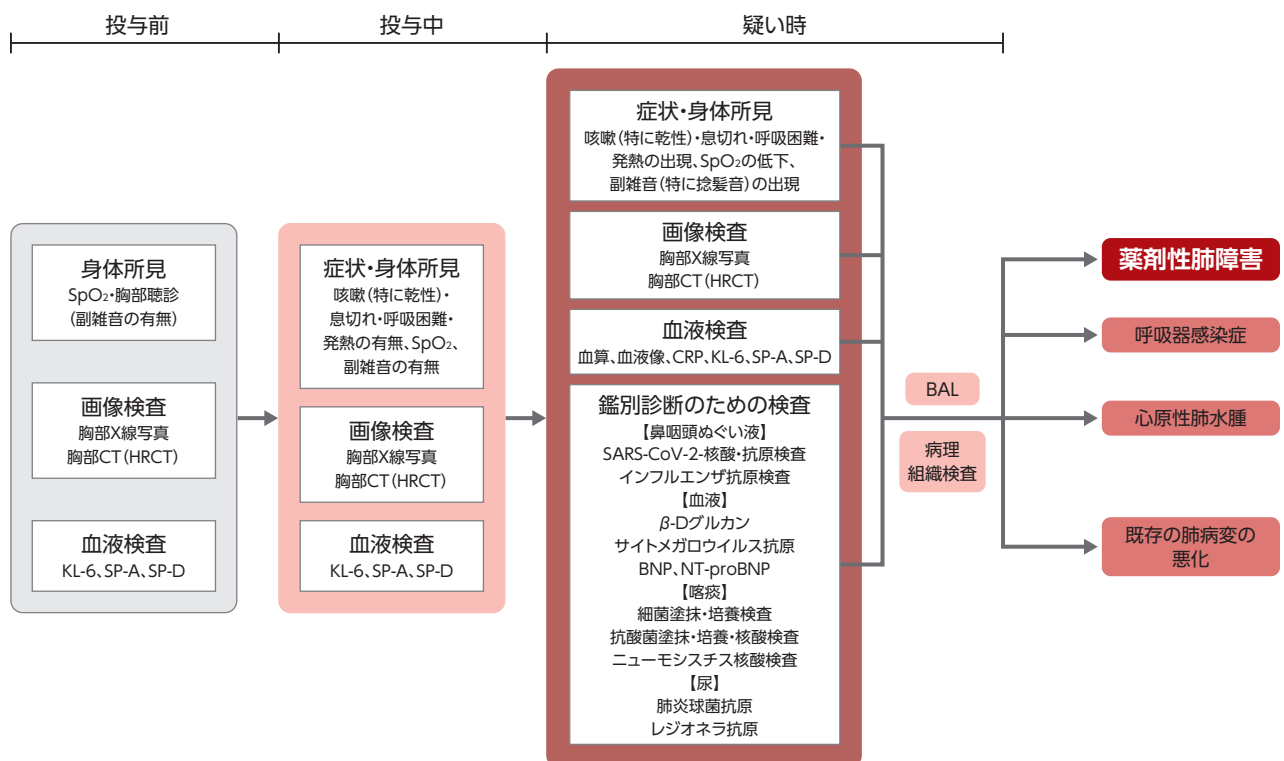 投与前
投与中
疑い時
身体所見
SpO₂・胸部聴診
(副雑音の有無)
画像検査
胸部X線写真
胸部CT(HRCT)
血液検査
KL-6、SP-A、SP-D
症状・身体所見
咳嗽(特に乾性)・
息切れ・呼吸困難・
発熱の有無、SpO₂、
副雑音の有無
画像検査
胸部X線写真
胸部CT(HRCT)
血液検査
KL-6、SP-A、SP-D
症状・身体所見
咳嗽(特に乾性)・息切れ・呼吸困難・
発熱の出現、SpO₂の低下、
副雑音(特に捻髪音)の出現
画像検査
胸部X線写真
胸部CT(HRCT)
血液検査
血算、血液像、CRP、KL-6、SP-A、SP-D
鑑別診断のための検査
【鼻咽頭ぬぐい液】
SARS-CoV-2-核酸・抗原検査
インフルエンザ抗原検査
【血液】
β-Dグルカン
サイトメガロウイルス抗原
BNP、NT-proBNP
【喀痰】
細菌塗抹・培養検査
抗酸菌塗抹・培養・核酸検査
ニューモシスチス核酸検査
【尿】
肺炎球菌抗原
レジオネラ抗原
BAL
病理
組織検査
薬剤性肺障害
呼吸器感染症
心原性肺水腫
既存の肺病変の
悪化